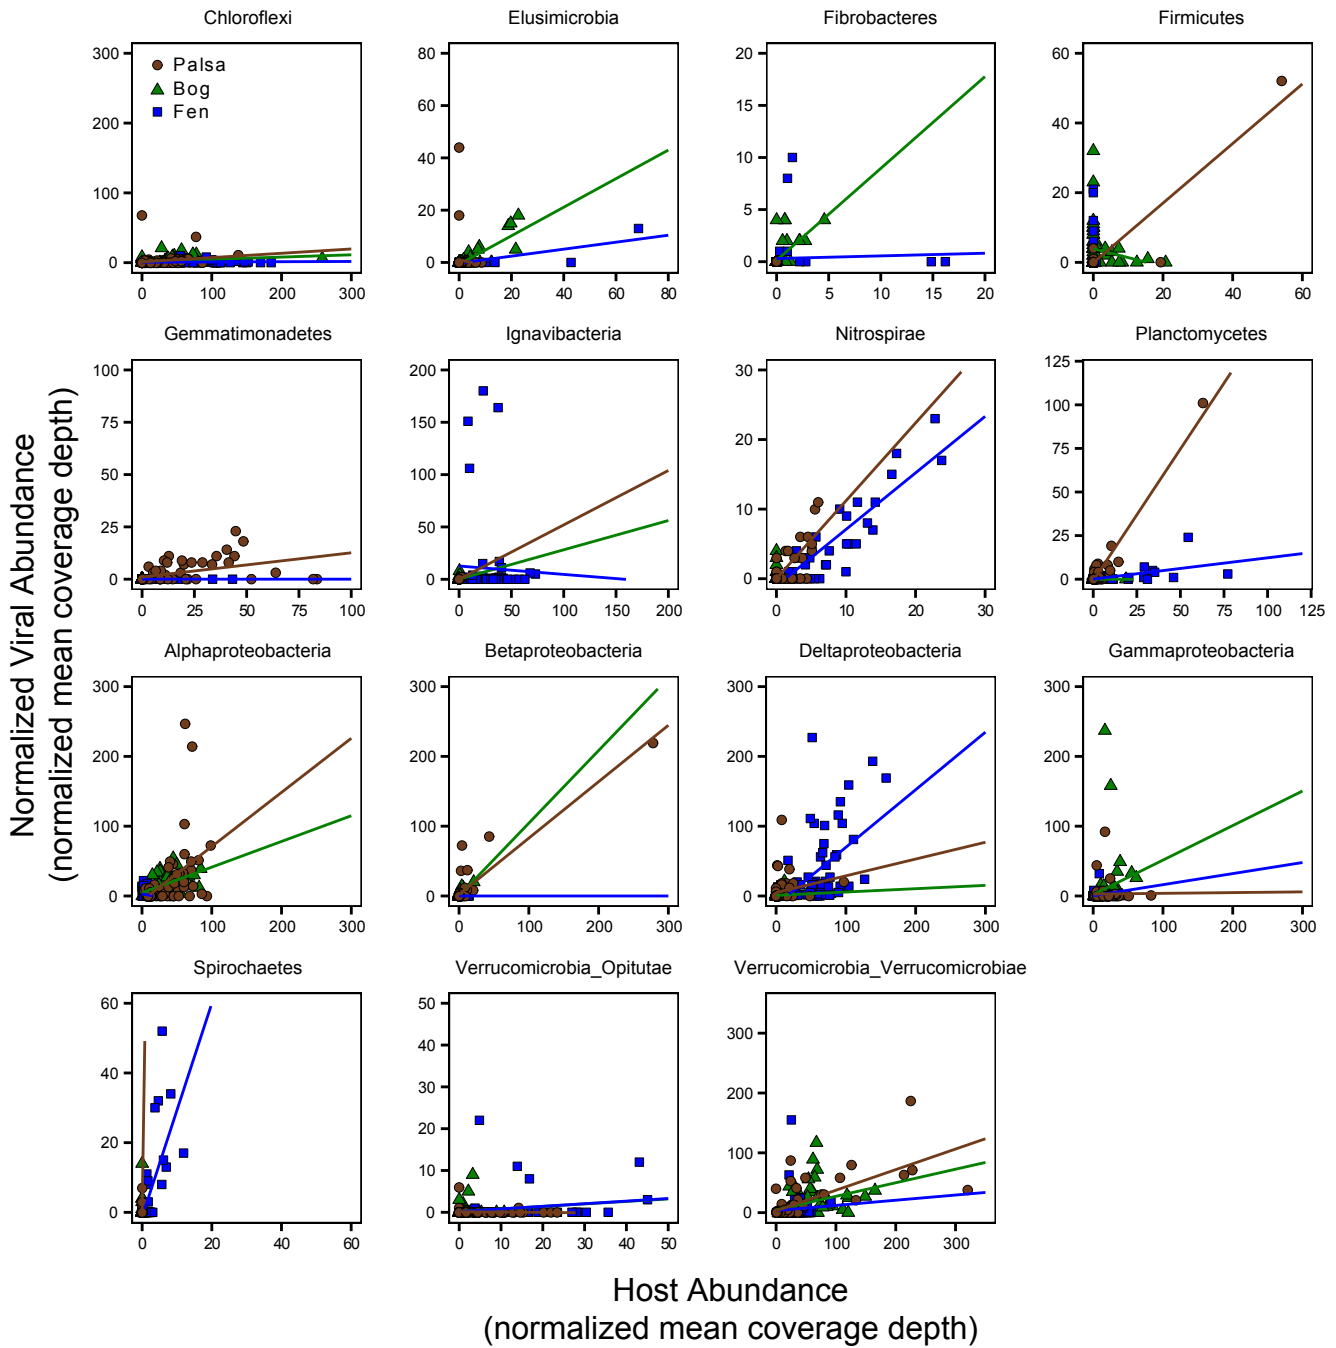 Chloroflexi
Elusimicrobia
Fibrobacteres
Firmicutes
300
200
100
0
Palsa
Bog
Fen
0 100 200 300
80
60
40
20
0
0 20 40 60 80
20
15
10
5
0
0 5 10 15 20
60
40
20
0
0 20 40 60
Gemmatimonadetes
Ignavibacteria
Nitrospirae
Planctomycetes
100
75
50
25
0
0 25 50 75 100
200
150
100
50
0
0 50 100 150 200
30
20
10
0
0 10 20 30
125
100
75
50
25
0
0 25 50 75 100 125
Normalized Viral Abundance
(normalized mean coverage depth)
Alphaproteobacteria
Betaproteobacteria
Deltaproteobacteria
Gammaproteobacteria
300
200
100
0
0 100 200 300
300
200
100
0
0 100 200 300
300
200
100
0
0 100 200 300
300
200
100
0
0 100 200 300
Spirochaetes
Verrucomicrobia_Opitutae
Verrucomicrobia_Verrucomicrobiae
60
40
20
0
0 20 40 60
50
40
30
20
10
0
0 10 20 30 40 50
300
200
100
0
0 100 200 300
Host Abundance
(normalized mean coverage depth)